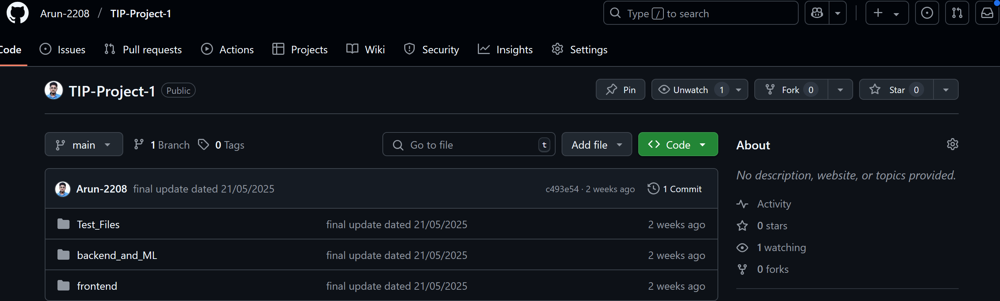 Arun-2208 / TIP-Project-1
Type / to search
Code Issues Pull requests Actions Projects Wiki Security Insights Settings
TIP-Project-1 Public
Pin Unwatch 1 Fork 0 Star 0
main 1 Branch 0 Tags
Go to file t Add file Code
Arun-2208 final update dated 21/05/2025 c493e54 · 2 weeks ago 1 Commit
Test_Files final update dated 21/05/2025 2 weeks ago
backend_and_ML final update dated 21/05/2025 2 weeks ago
frontend final update dated 21/05/2025 2 weeks ago
About
No description, website, or topics provided.
Activity
0 stars
1 watching
0 forks